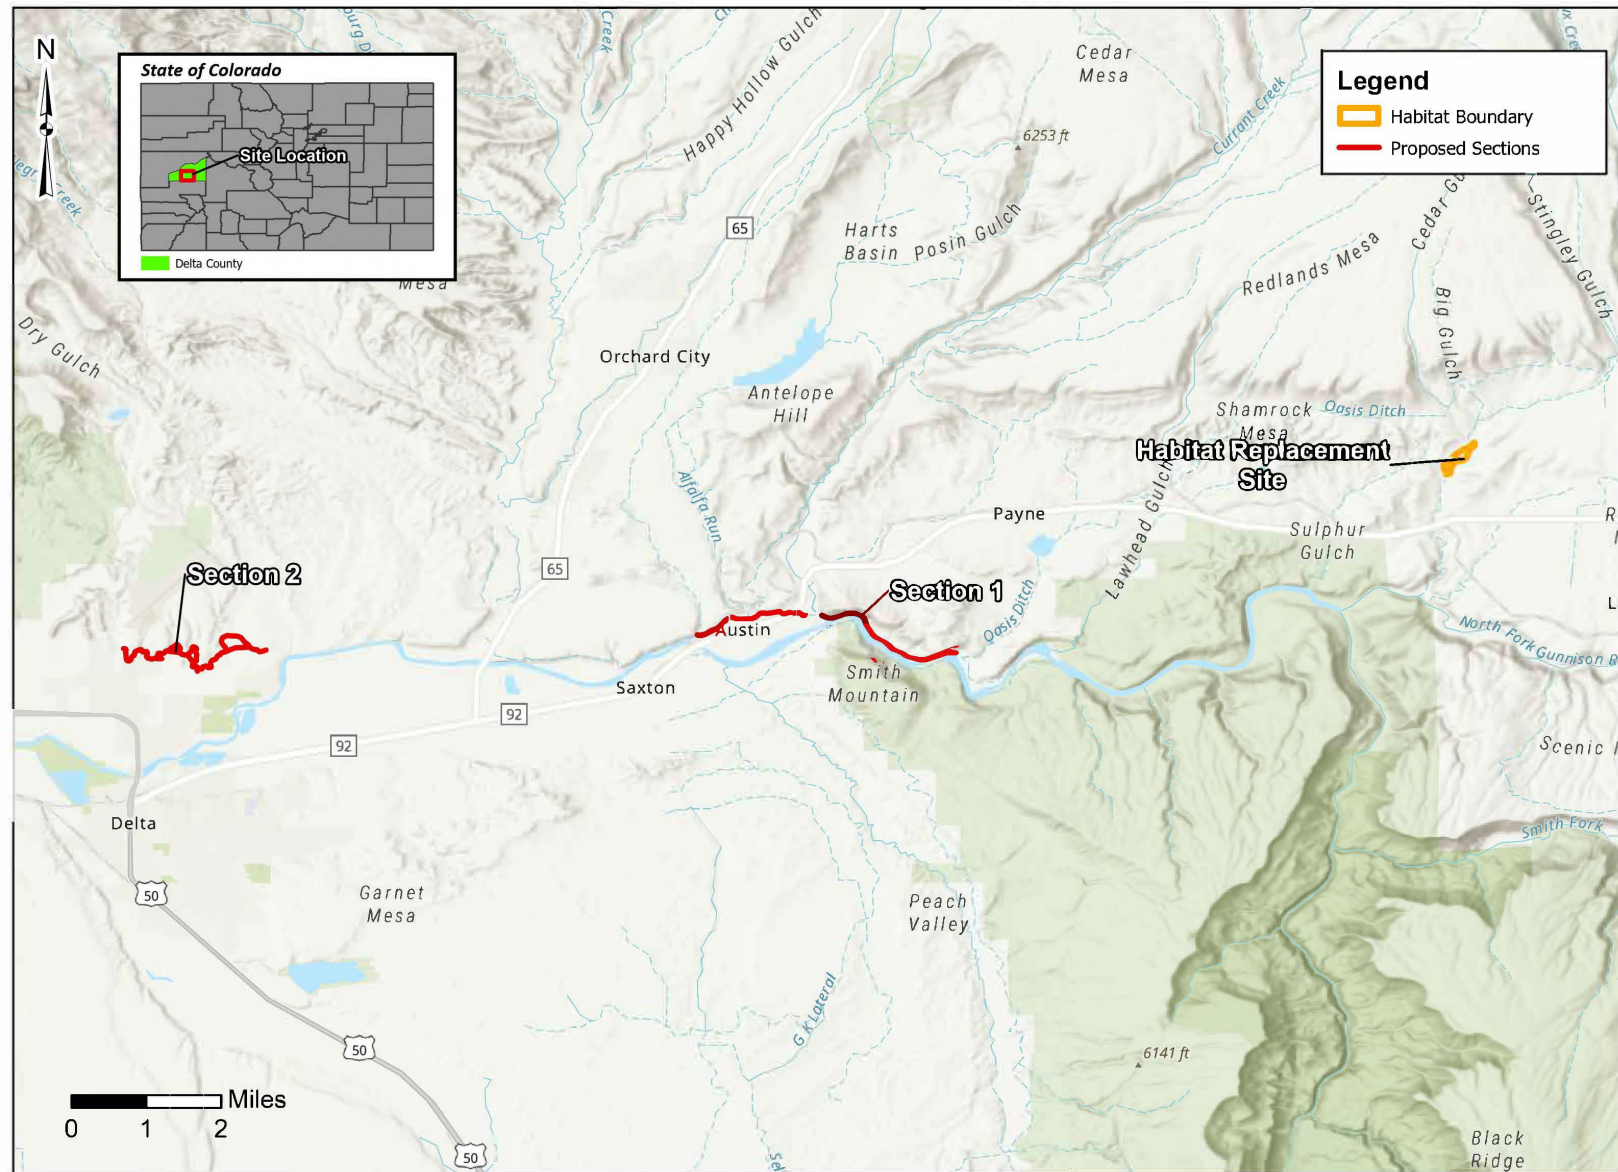 N
State of Colorado
Site Location
Delta County
Legend
Habitat Boundary
Proposed Sections
Creek
Happy Hollow Gulch
Cedar
Mesa
6253 ft
Currant Creek
65
Harts
Basin
Posin Gulch
Redlands Mesa
Stingley Gulch
Big Gulch
Mesa
Dry Gulch
Orchard City
Antelope
Hill
Shamrock
Mesa
Oasis Ditch
Habitat Replacement
Site
Alfalfa Run
Payne
Lawhead Gulch
Sulphur
Gulch
Section 2
65
Section 1
Oasis Ditch
Austin
North Fork Gunnison
Saxton
Smith
Mountain
92
92
Scenic
Delta
Smith Fork
50
Garnet
Mesa
Peach
Valley
G K Lateral
50
6141 ft
Miles
0 1 2
50
Black
Ridge